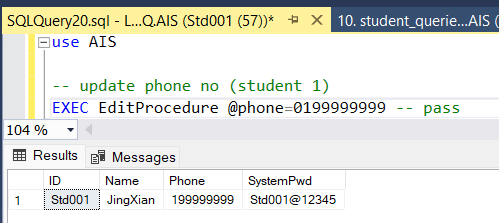 SQLQuery20.sql - L...Q.AIS (Std001 (57))*
10. student_querie...AIS (
use AIS
-- update phone no (student 1)
EXEC EditProcedure @phone=0199999999 -- pass
104 %
Results Messages
ID Name Phone SystemPwd
1 Std001 JingXian 199999999 Std001@12345